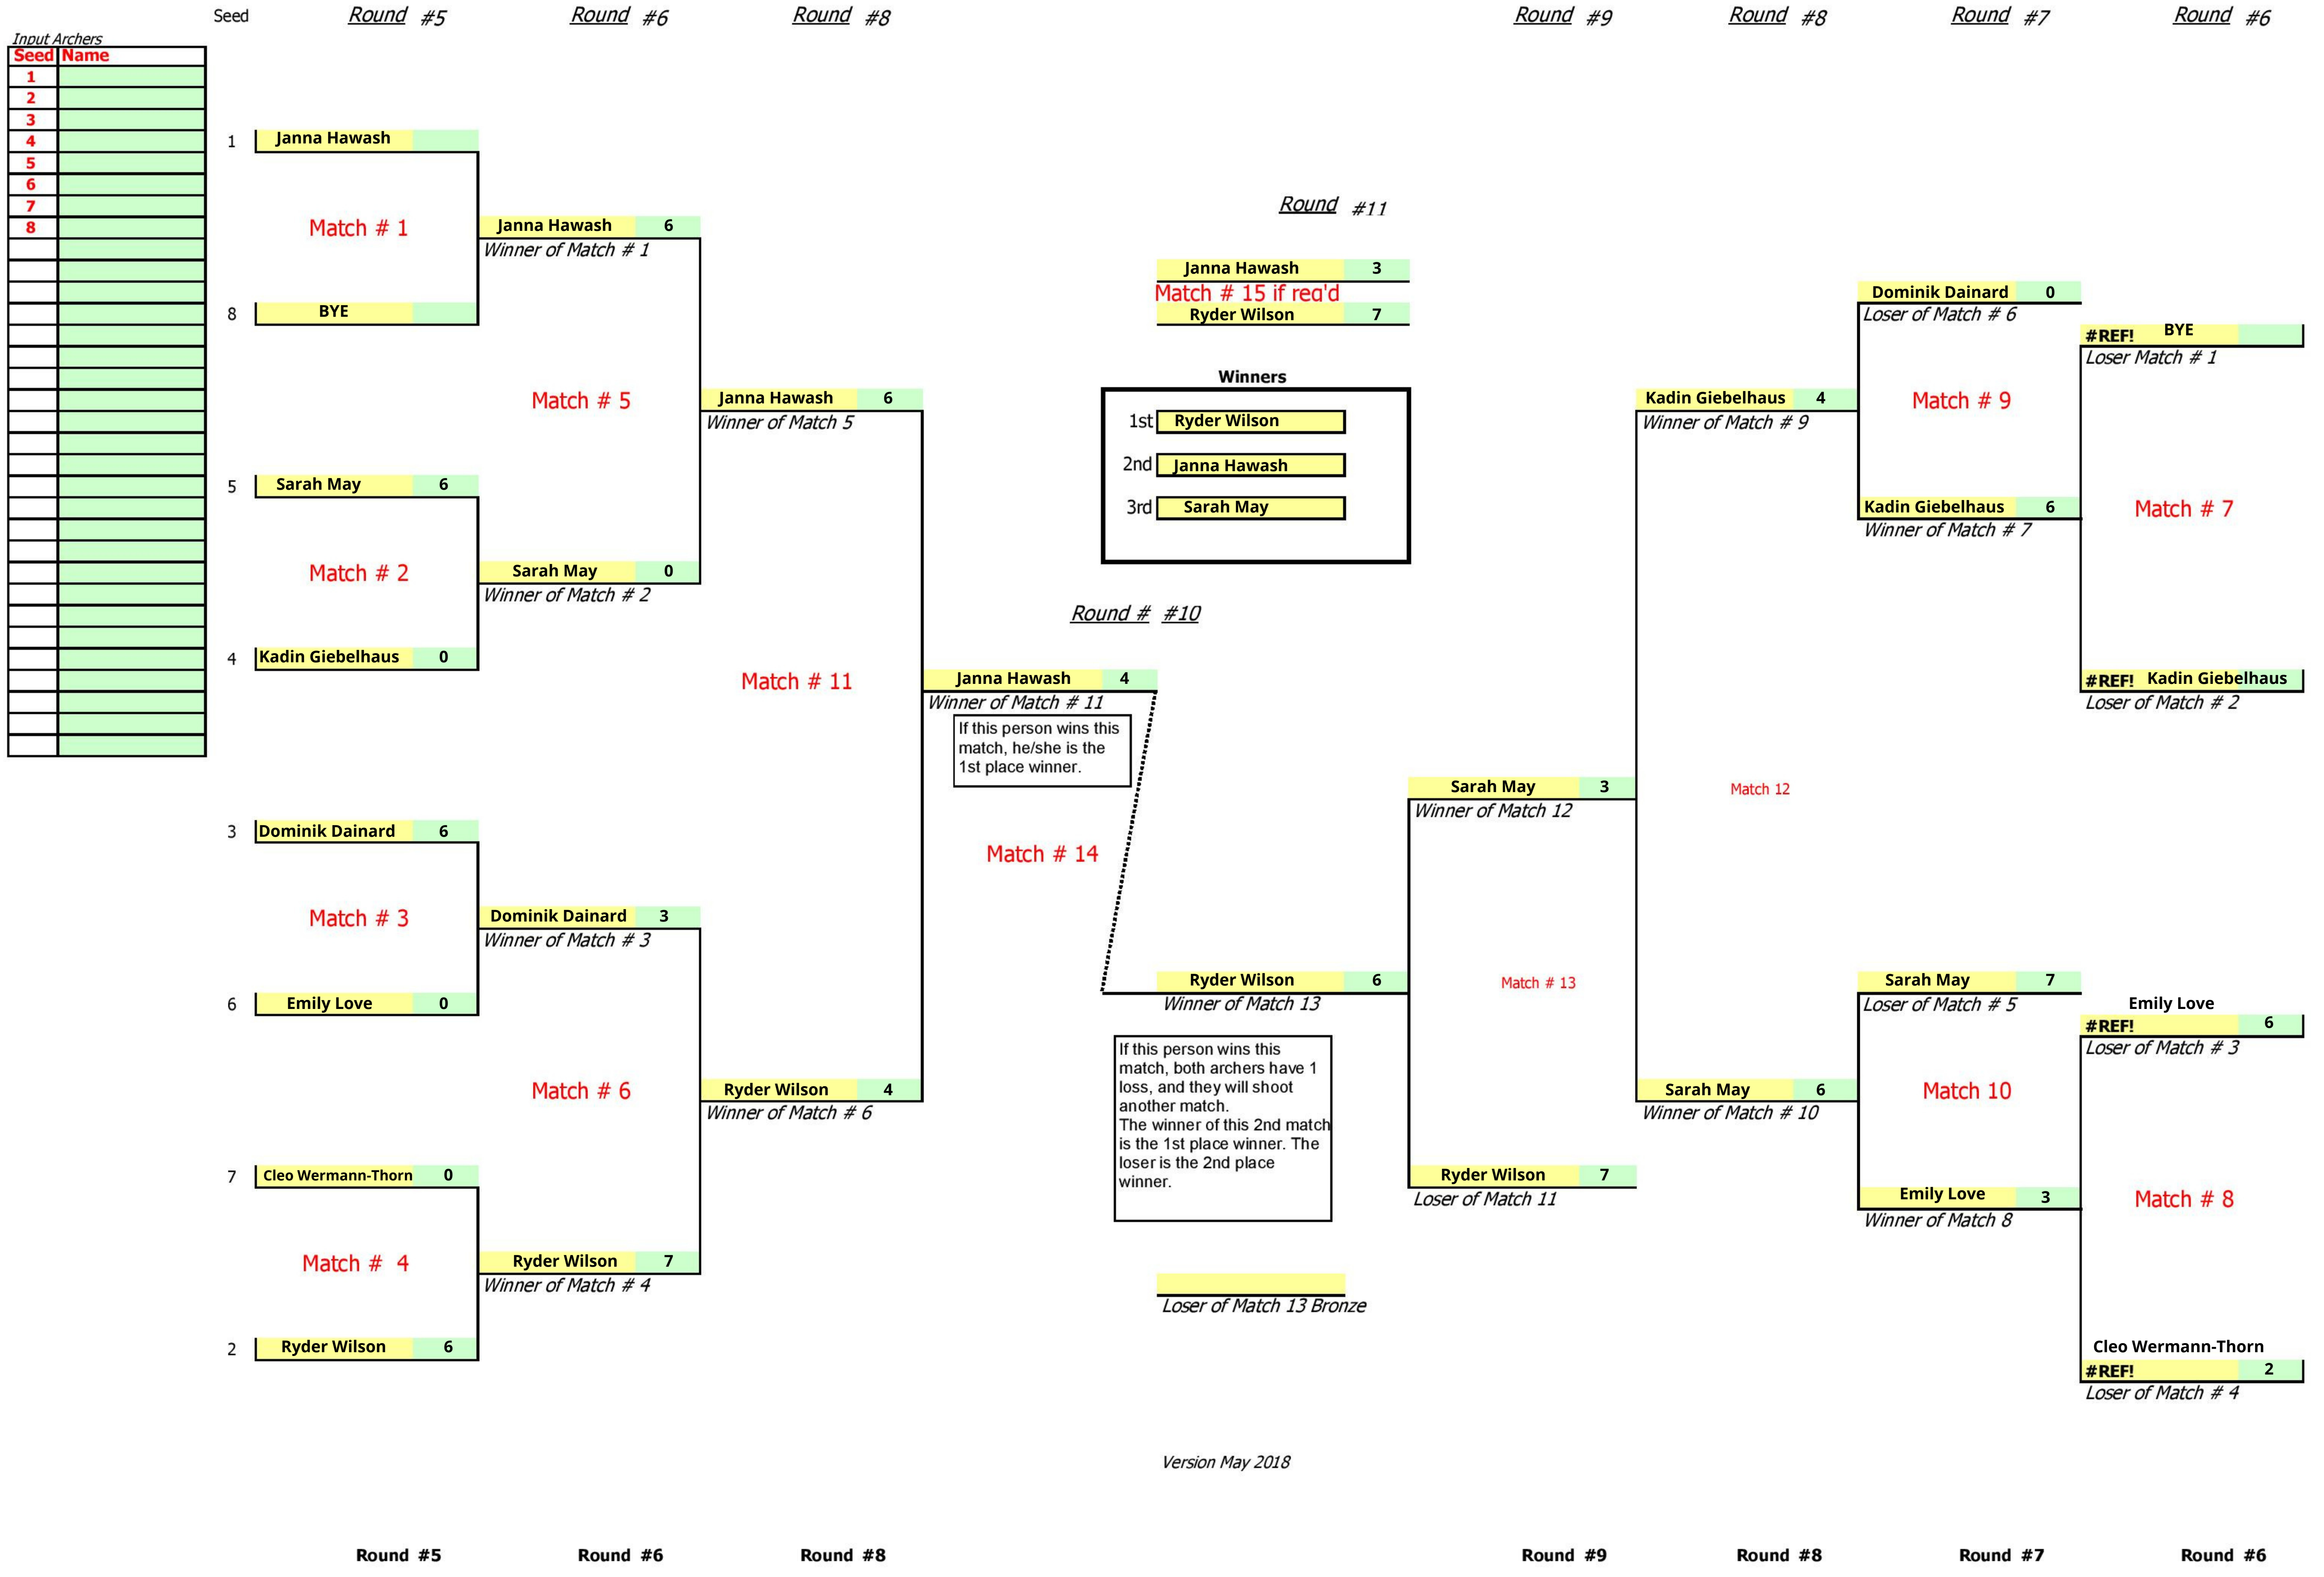 Seed Round #5 Round #6 Round #8 Round #9 Round #8 Round #7 Round #6
Input Archers
Seed Name
1
2
3
4
5
6
7
8
1 Janna Hawash
Match # 1
8 BYE
5 Sarah May 6
Match # 2
4 Kadin Giebelhaus 0
3 Dominik Dainard 6
Match # 3
6 Emily Love 0
7 Cleo Wermann-Thorn 0
Match # 4
2 Ryder Wilson 6
Janna Hawash 6
Winner of Match # 1
Match # 5
Sarah May 0
Winner of Match # 2
Dominik Dainard 3
Winner of Match # 3
Match # 6
Ryder Wilson 7
Winner of Match # 4
Janna Hawash 6
Winner of Match 5
Match # 11
Ryder Wilson 4
Winner of Match # 6
Round #11
Janna Hawash 3
Match # 15 if req'd
Ryder Wilson 7
Winners
1st Ryder Wilson
2nd Janna Hawash
3rd Sarah May
Round # #10
Janna Hawash 4
Winner of Match # 11
If this person wins this
match, he/she is the
1st place winner.
Match # 14
Ryder Wilson 6
Winner of Match 13
If this person wins this
match, both archers have 1
loss, and they will shoot
another match.
The winner of this 2nd match
is the 1st place winner. The
loser is the 2nd place
winner.
Loser of Match 13 Bronze
Sarah May 3
Winner of Match 12
Match # 13
Ryder Wilson 7
Loser of Match 11
Kadin Giebelhaus 4
Winner of Match # 9
Match 12
Sarah May 6
Winner of Match # 10
Dominik Dainard 0
Loser of Match # 6
Match # 9
Kadin Giebelhaus 6
Winner of Match # 7
Sarah May 7
Loser of Match # 5
Match 10
Emily Love 3
Winner of Match 8
#REF! BYE
Loser Match # 1
Match # 7
#REF! Kadin Giebelhaus
Loser of Match # 2
Emily Love
#REF! 6
Loser of Match # 3
Match # 8
Cleo Wermann-Thorn
#REF! 2
Loser of Match # 4
Version May 2018
Round #5 Round #6 Round #8 Round #9 Round #8 Round #7 Round #6